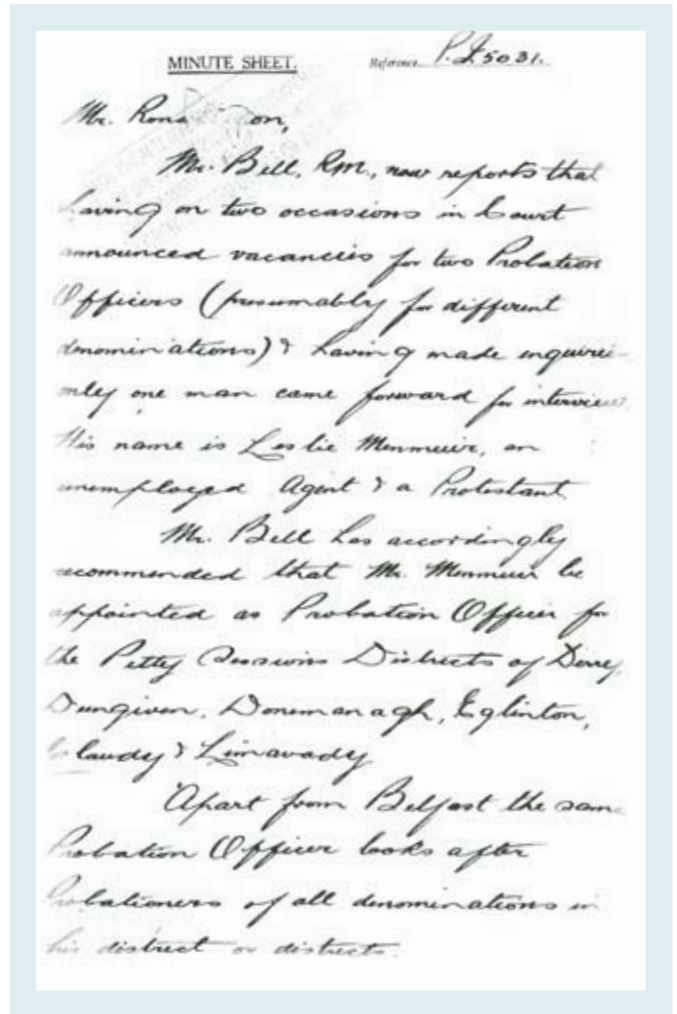 MINUTE SHEET. Reference P.J. 5031.
Mr.
Mr. Bell, R.M., now reports that
having on two occasions in Court
announced vacancies for two Probation
Officers (presumably for different
denominations) & having made inquiries
only one man came forward for interview
His name is Leslie Menmuir, an
unemployed Agent & a Protestant
Mr. Bell has accordingly
recommended that Mr. Menmuir be
appointed as Probation Officer for
the Petty Sessions Districts of Derry,
Dungiven, Donemanagh, Eglinton,
Claudy & Limavady
Apart from Belfast the same
Probation Officer looks after
Probationers of all denominations in
his district or districts.